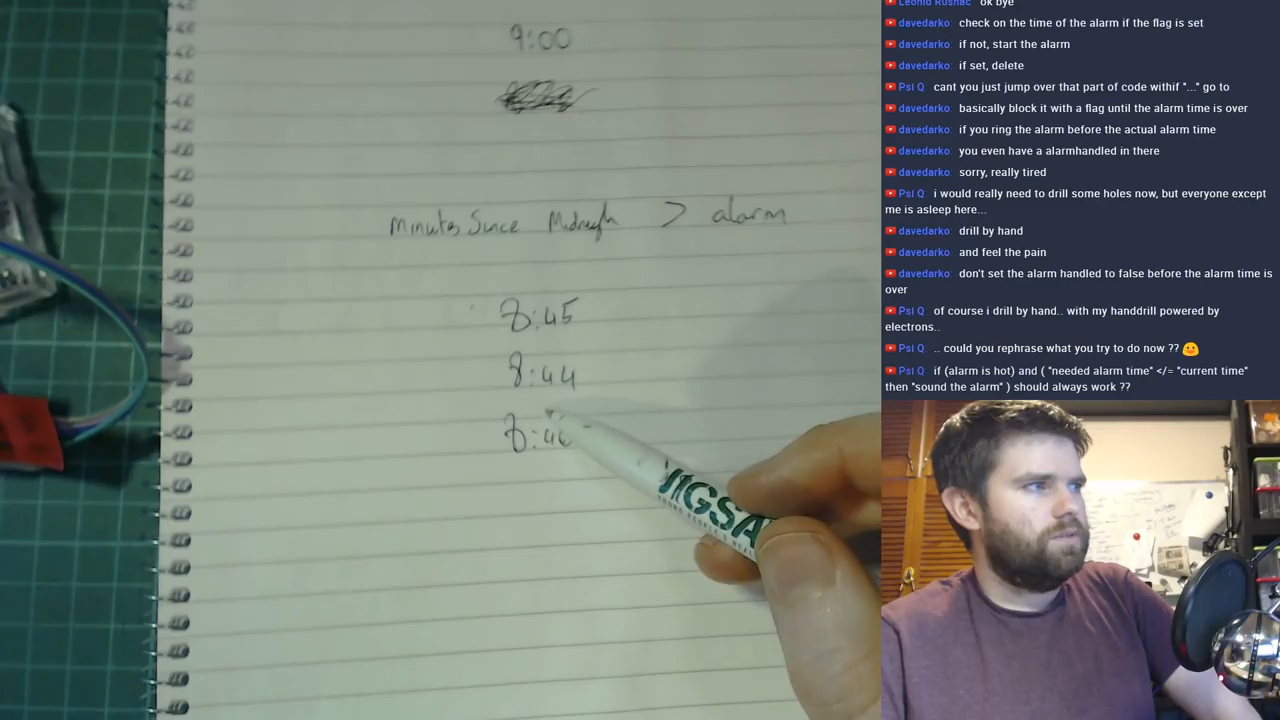 9:00
Minutes Since > alarm
8:45
8:44
JIGSA
Leonid Rusnac ok bye
davedarko check on the time of the alarm if the flag is set
davedarko if not, start the alarm
davedarko if set, delete
Psi Q cant you just jump over that part of code withif "..." go to
davedarko basically block it with a flag until the alarm time is over
davedarko if you ring the alarm before the actual alarm time
davedarko you even have a alarmhandled in there
davedarko sorry, really tired
Psi Q i would really need to drill some holes now, but everyone except
me is asleep here...
davedarko drill by hand
davedarko and feel the pain
davedarko don't set the alarm handled to false before the alarm time is
over
Psi Q of course i drill by hand.. with my handdrill powered by
electrons..
Psi Q .. could you rephrase what you try to do now ??
Psi Q if (alarm is hot) and ( "needed alarm time" </= "current time"
then "sound the alarm" ) should always work ??